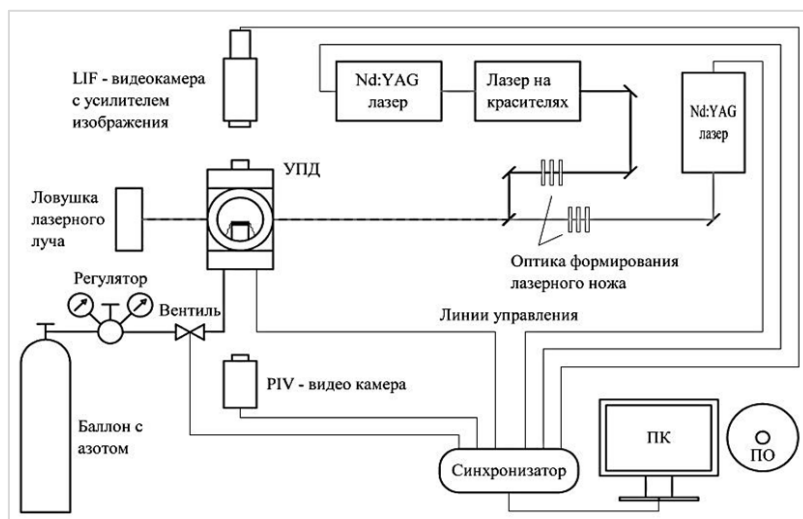 LIF - видеокамера
с усилителем
изображения
Nd:YAG
лазер
Лазер на
красителях
Nd:YAG
лазер
УПД
Ловушка
лазерного
луча
Оптика формирования
лазерного ножа
Регулятор
Вентиль
Линии управления
PIV - видео камера
Баллон с
азотом
Синхронизатор
ПК
ПО